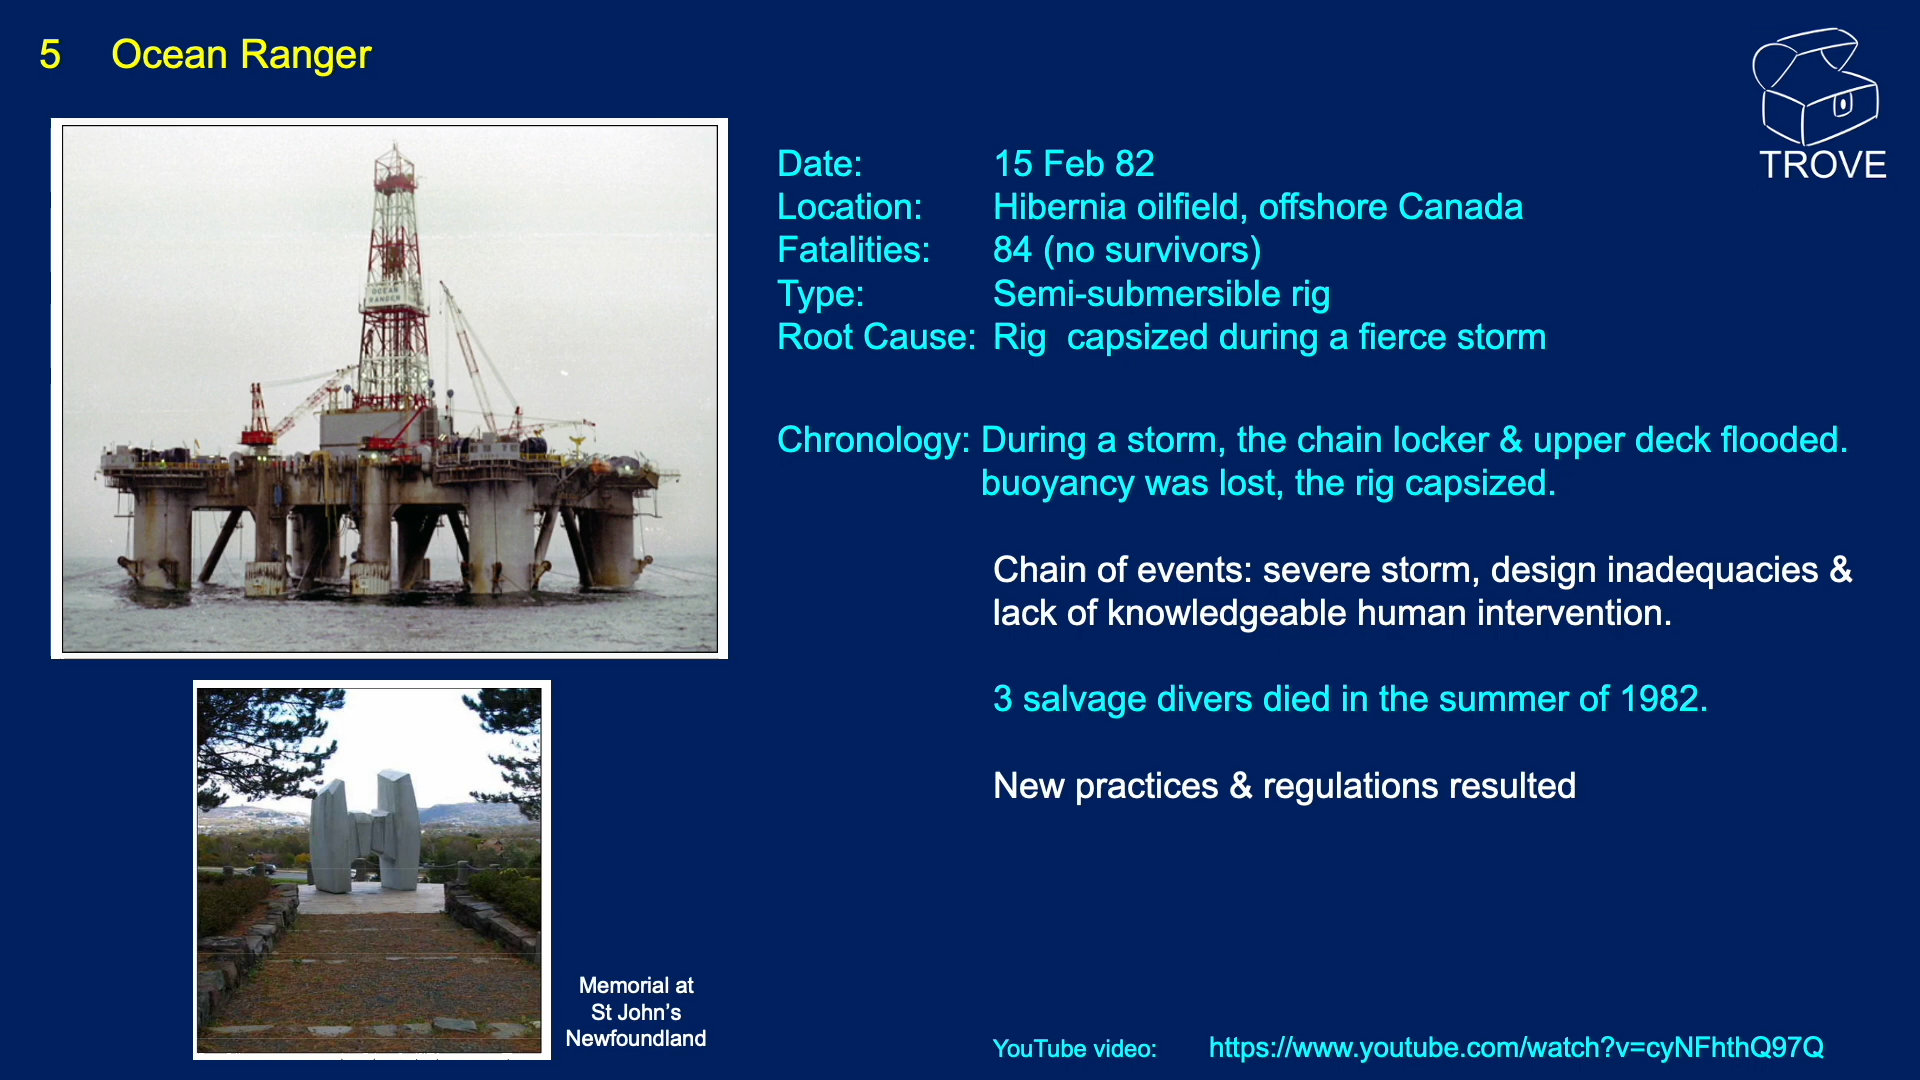 5 Ocean Ranger
TROVE
OCEAN
RANGER
Date: 15 Feb 82
Location: Hibernia oilfield, offshore Canada
Fatalities: 84 (no survivors)
Type: Semi-submersible rig
Root Cause: Rig capsized during a fierce storm
Chronology: During a storm, the chain locker & upper deck flooded.
buoyancy was lost, the rig capsized.
Chain of events: severe storm, design inadequacies &
lack of knowledgeable human intervention.
3 salvage divers died in the summer of 1982.
New practices & regulations resulted
Memorial at
St John’s
Newfoundland
YouTube video: https://www.youtube.com/watch?v=cyNFhthQ97Q